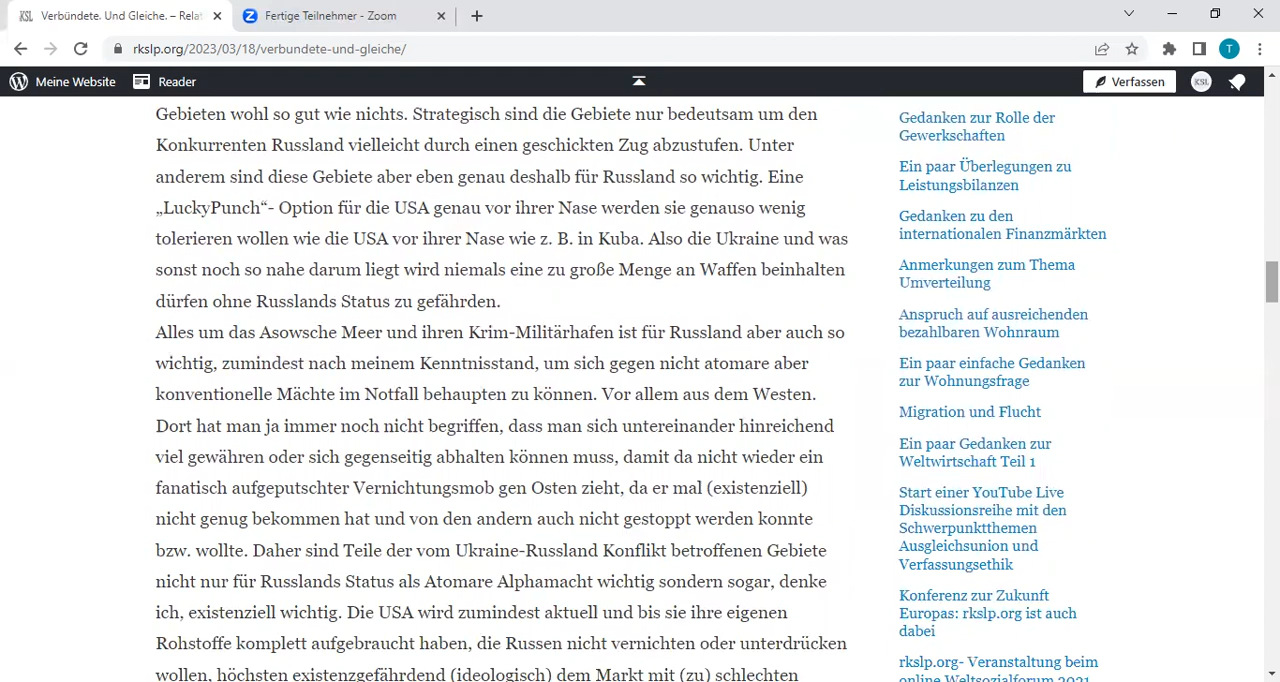 KSL Verbündete. Und Gleiche. – Rela
Fertige Teilnehmer - Zoom
rkslp.org/2023/03/18/verbundete-und-gleiche/
T
Meine Website
Reader
Verfassen
KSL
Gebieten wohl so gut wie nichts. Strategisch sind die Gebiete nur bedeutsam um den
Konkurrenten Russland vielleicht durch einen geschickten Zug abzustufen. Unter
anderem sind diese Gebiete aber eben genau deshalb für Russland so wichtig. Eine
„LuckyPunch“- Option für die USA genau vor ihrer Nase werden sie genauso wenig
tolerieren wollen wie die USA vor ihrer Nase wie z. B. in Kuba. Also die Ukraine und was
sonst noch so nahe darum liegt wird niemals eine zu große Menge an Waffen beinhalten
dürfen ohne Russlands Status zu gefährden.
Alles um das Asowsche Meer und ihren Krim-Militärhafen ist für Russland aber auch so
wichtig, zumindest nach meinem Kenntnisstand, um sich gegen nicht atomare aber
konventionelle Mächte im Notfall behaupten zu können. Vor allem aus dem Westen.
Dort hat man ja immer noch nicht begriffen, dass man sich untereinander hinreichend
viel gewähren oder sich gegenseitig abhalten können muss, damit da nicht wieder ein
fanatisch aufgeputschter Vernichtungsmob gen Osten zieht, da er mal (existenziell)
nicht genug bekommen hat und von den andern auch nicht gestoppt werden konnte
bzw. wollte. Daher sind Teile der vom Ukraine-Russland Konflikt betroffenen Gebiete
nicht nur für Russlands Status als Atomare Alphamacht wichtig sondern sogar, denke
ich, existenziell wichtig. Die USA wird zumindest aktuell und bis sie ihre eigenen
Rohstoffe komplett aufgebraucht haben, die Russen nicht vernichten oder unterdrücken
wollen, höchsten existenzgefährdend (ideologisch) dem Markt mit (zu) schlechten
Gedanken zur Rolle der
Gewerkschaften
Ein paar Überlegungen zu
Leistungsbilanzen
Gedanken zu den
internationalen Finanzmärkten
Anmerkungen zum Thema
Umverteilung
Anspruch auf ausreichenden
bezahlbaren Wohnraum
Ein paar einfache Gedanken
zur Wohnungsfrage
Migration und Flucht
Ein paar Gedanken zur
Weltwirtschaft Teil 1
Start einer YouTube Live
Diskussionsreihe mit den
Schwerpunktthemen
Ausgleichsunion und
Verfassungsethik
Konferenz zur Zukunft
Europas: rkslp.org ist auch
dabei
rkslp.org- Veranstaltung beim
online Weltsozialforum 2021